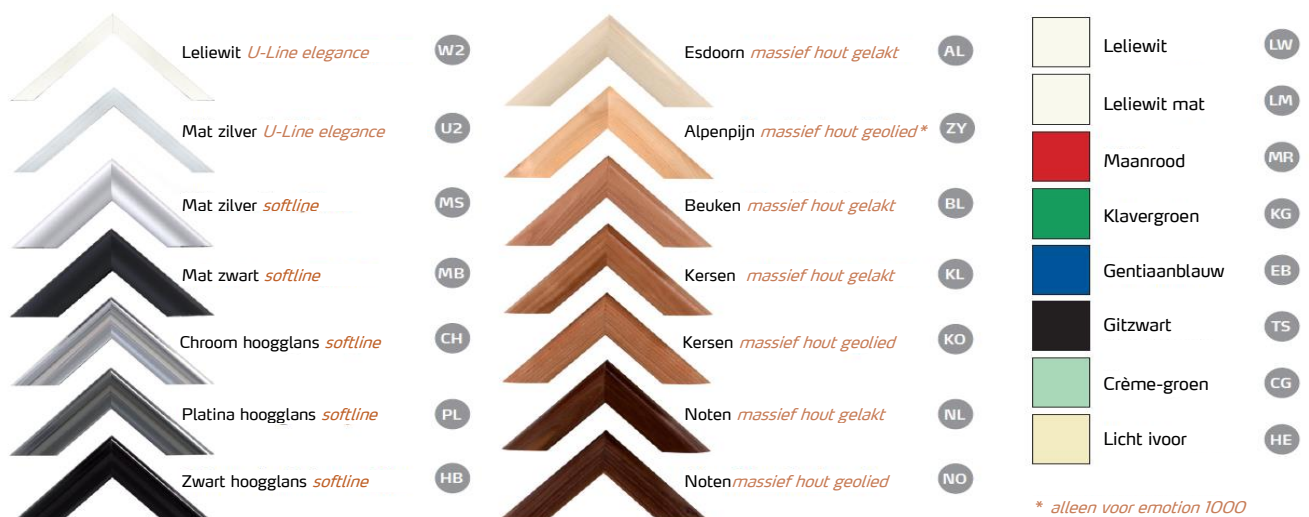 Leliewit U-Line elegance W2
Mat zilver U-Line elegance U2
Mat zilver softline MS
Mat zwart softline MB
Chroom hoogglans softline CH
Platina hoogglans softline PL
Zwart hoogglans softline HB
Esdoorn massief hout gelakt AL
Alpenpijn massief hout geolied* ZY
Beuken massief hout gelakt BL
Kersen massief hout gelakt KL
Kersen massief hout geolied KO
Noten massief hout gelakt NL
Noten massief hout geolied NO
Leliewit LW
Leliewit mat LM
Maanrood MR
Klavergroen KG
Gentiaanblauw EB
Gitzwart TS
Crème-groen CG
Licht ivoor HE
* alleen voor emotion 1000